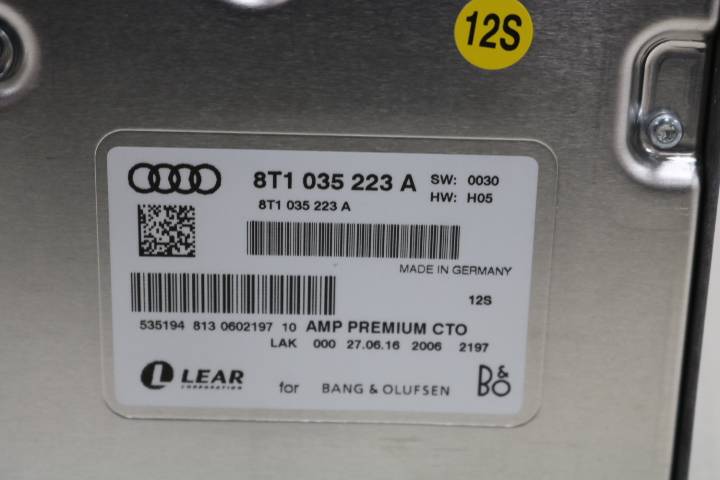 12S
8T1 035 223 A SW: 0030
8T1 035 223 A HW: H05
MADE IN GERMANY
12S
535194 813 0602197 10 AMP PREMIUM CTO
LAK 000 27.06.16 2006 2197
LEAR CORPORATION for BANG & OLUFSEN B&O